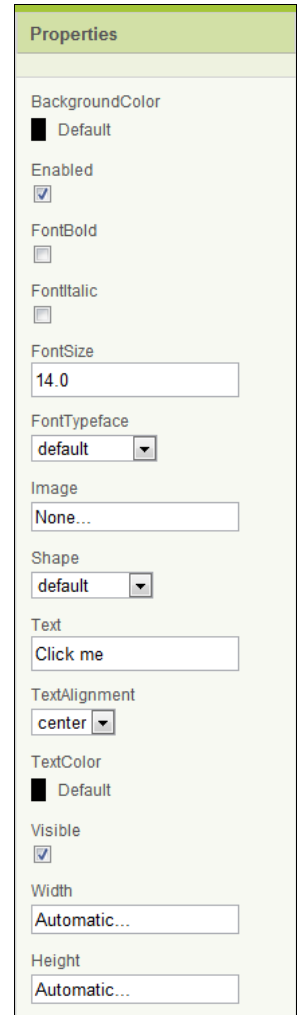 Properties
BackgroundColor
Default
Enabled
FontBold
FontItalic
FontSize
14.0
FontTypeface
default
Image
None...
Shape
default
Text
Click me
TextAlignment
center
TextColor
Default
Visible
Width
Automatic...
Height
Automatic...